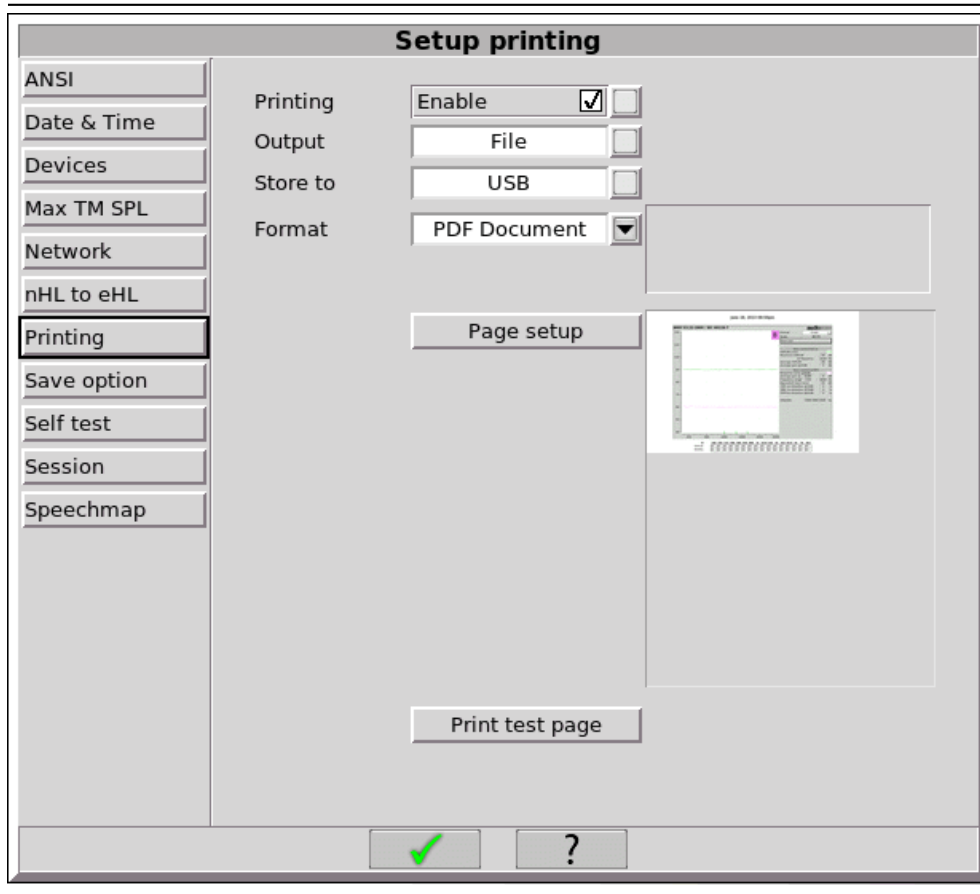 Setup printing
ANSI
Date & Time
Devices
Max TM SPL
Network
nHL to eHL
Printing
Save option
Self test
Session
Speechmap
Printing Enable
Output File
Store to USB
Format PDF Document
Page setup
Print test page
?